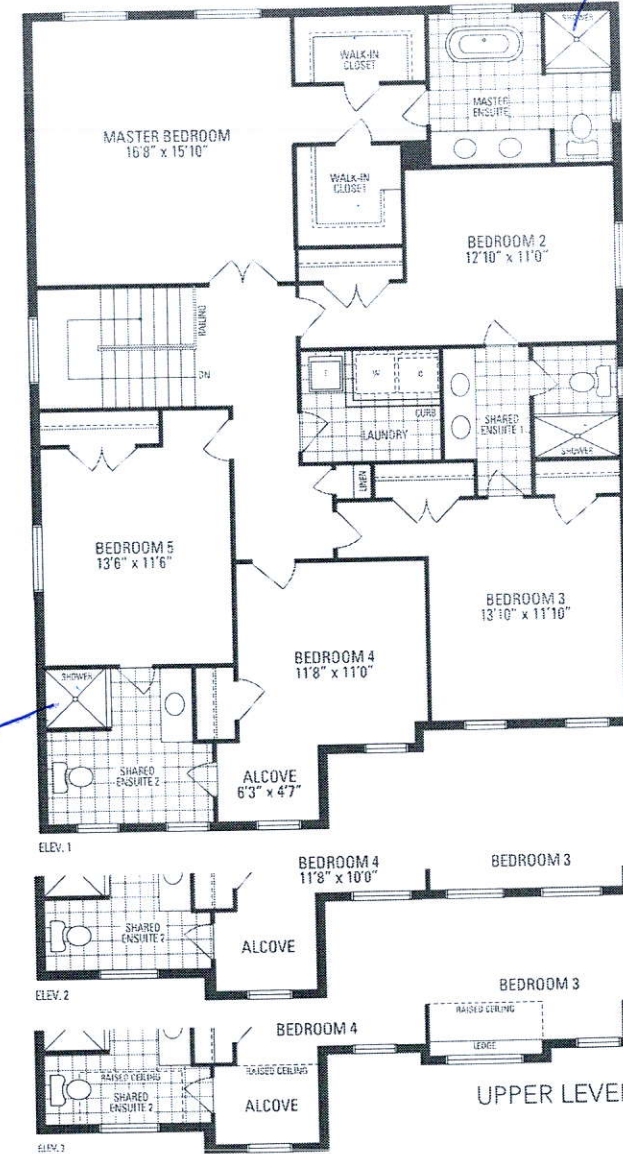 SHOWER
WALK-IN
CLOSET
MASTER
ENSUITE
MASTER BEDROOM
16'8" x 15'10"
WALK-IN
CLOSET
BEDROOM 2
12'10" x 11'0"
RAILING
DN
T
W
D
CURB
LAUNDRY
SHARED
ENSUITE 1
SHOWER
LINEN
BEDROOM 5
13'6" x 11'6"
BEDROOM 3
13'10" x 11'10"
BEDROOM 4
11'8" x 11'0"
SHOWER
SHARED
ENSUITE 2
ALCOVE
6'3" x 4'7"
ELEV. 1
BEDROOM 4
11'8" x 10'0"
BEDROOM 3
SHARED
ENSUITE 2
ALCOVE
ELEV. 2
BEDROOM 3
RAISED CEILING
LEDGE
BEDROOM 4
RAISED CEILING
RAISED CEILING
SHARED
ENSUITE 2
ALCOVE
UPPER LEVEL
ELEV. 3